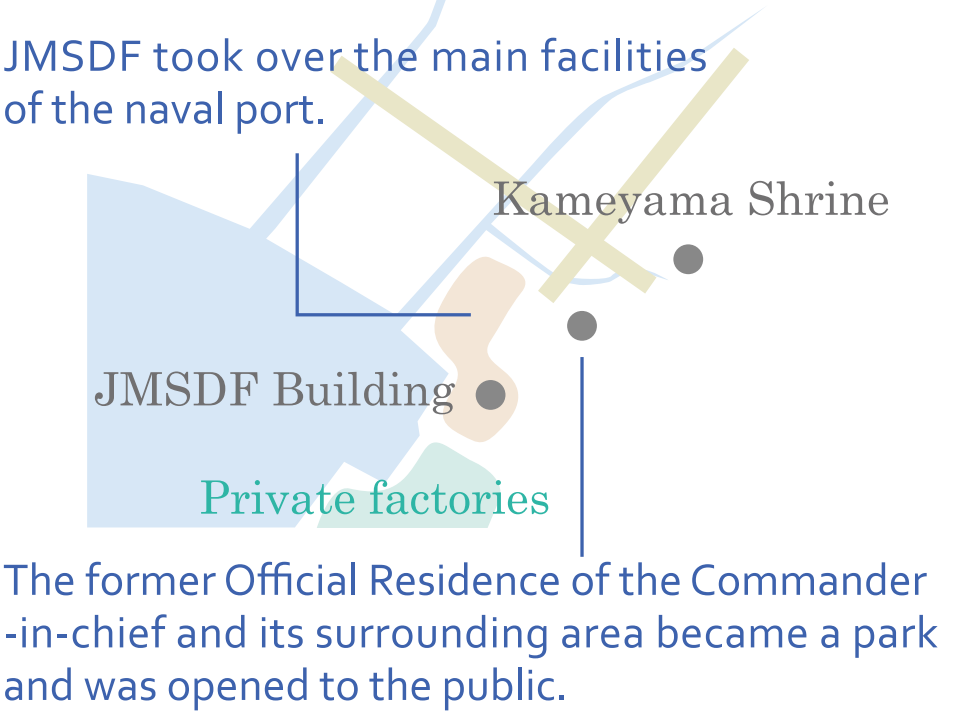 JMSDF took over the main facilities
of the naval port.
Kameyama Shrine
JMSDF Building
Private factories
The former Official Residence of the Commander
-in-chief and its surrounding area became a park
and was opened to the public.